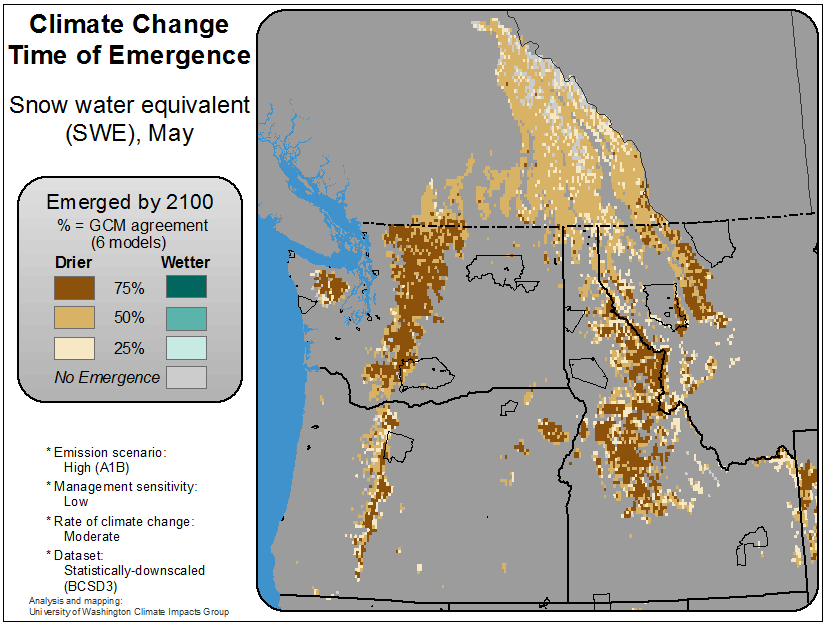 Climate Change
Time of Emergence
Snow water equivalent
(SWE), May
Emerged by 2100
% = GCM agreement
(6 models)
Drier Wetter
75%
50%
25%
No Emergence
* Emission scenario:
High (A1B)
* Management sensitivity:
Low
* Rate of climate change:
Moderate
* Dataset:
Statistically-downscaled
(BCSD3)
Analysis and mapping:
University of Washington Climate Impacts Group